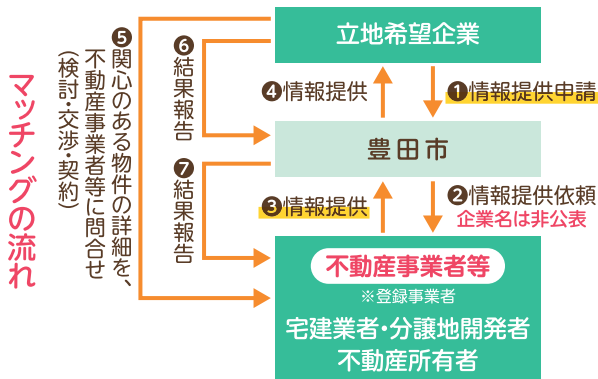 マッチングの流れ
立地希望企業
❶情報提供申請
豊田市
❷情報提供依頼
企業名は非公表
不動産事業者等
※登録事業者
宅建業者・分譲地開発者
不動産所有者
❸情報提供
❹情報提供
❺関心のある物件の詳細を、
不動産事業者等に問合せ
（検討・交渉・契約）
❻結果報告
❼結果報告